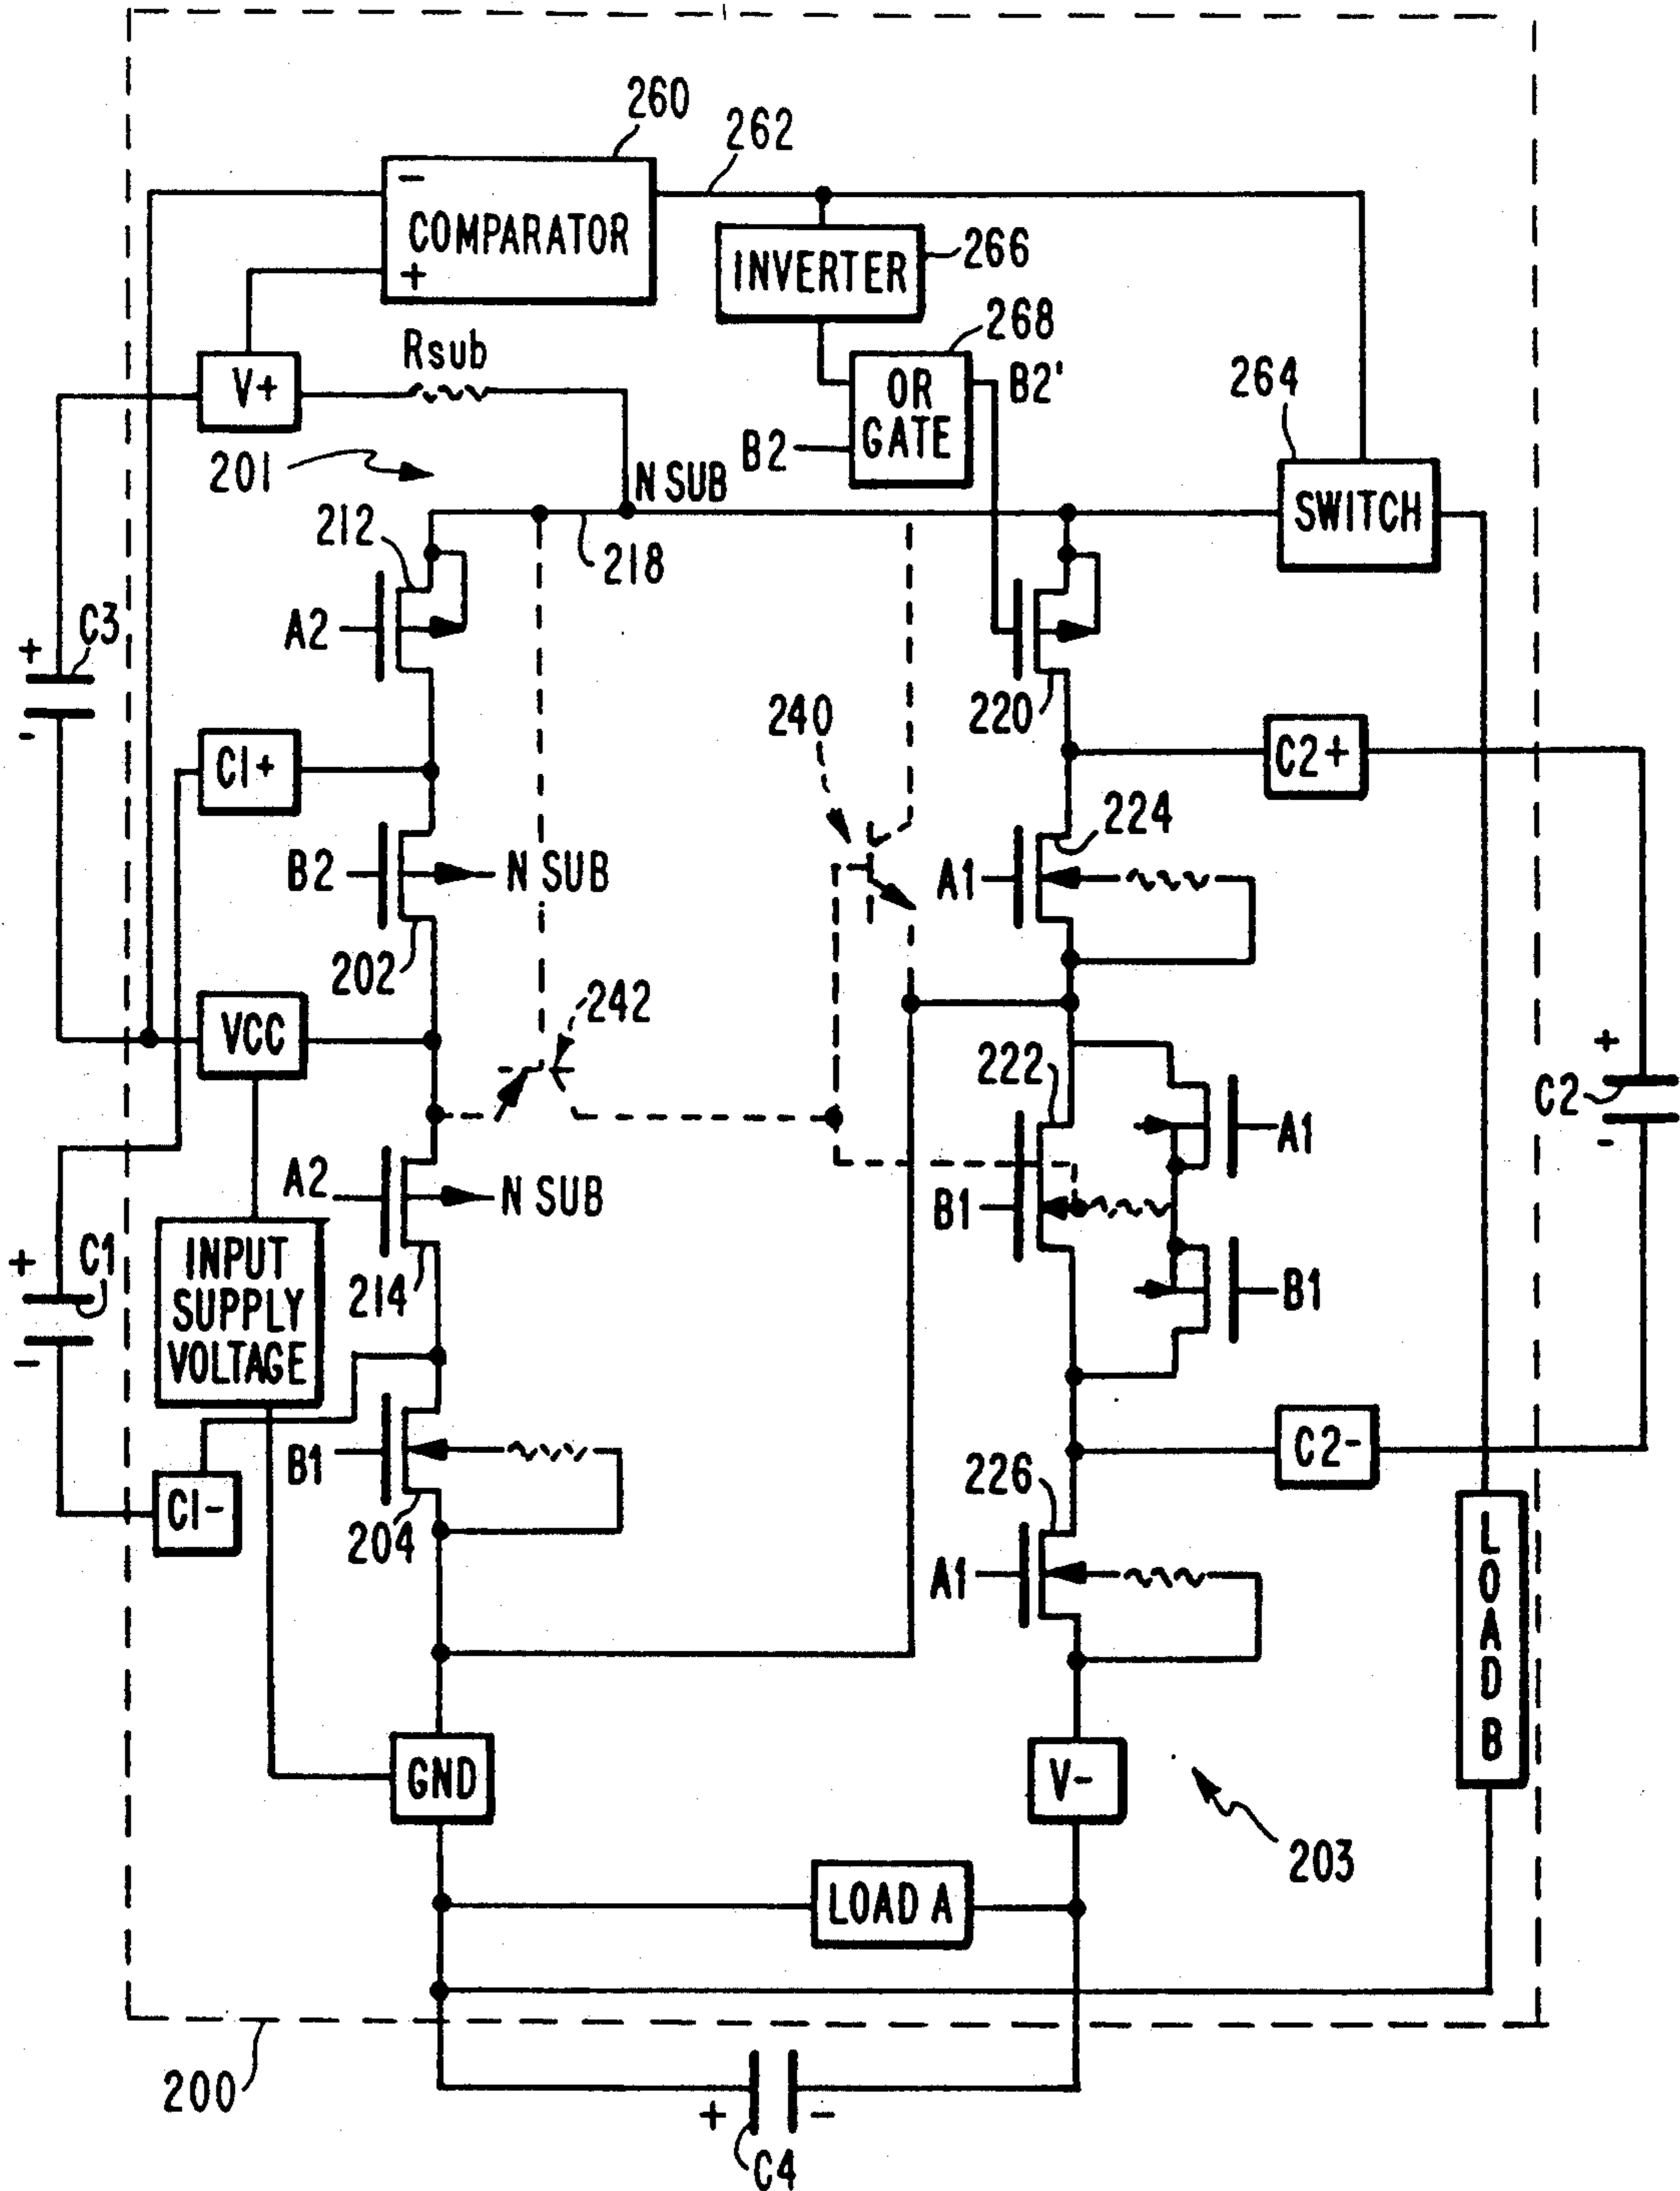 260
262
-
COMPARATOR
+
INVERTER
266
268
Rsub
V+
OR
GATE
B2'
264
B2
201
N SUB
SWITCH
212
218
A2
C3
+
-
220
240
C1+
C2+
224
B2
N SUB
A1
202
242
VCC
222
+
C2
-
A1
A2
N SUB
B1
INPUT
SUPPLY
VOLTAGE
+
C1
-
214
B1
B1
C2-
226
C1-
204
A1
LOAD B
GND
V-
203
LOAD A
200
+
-
C4